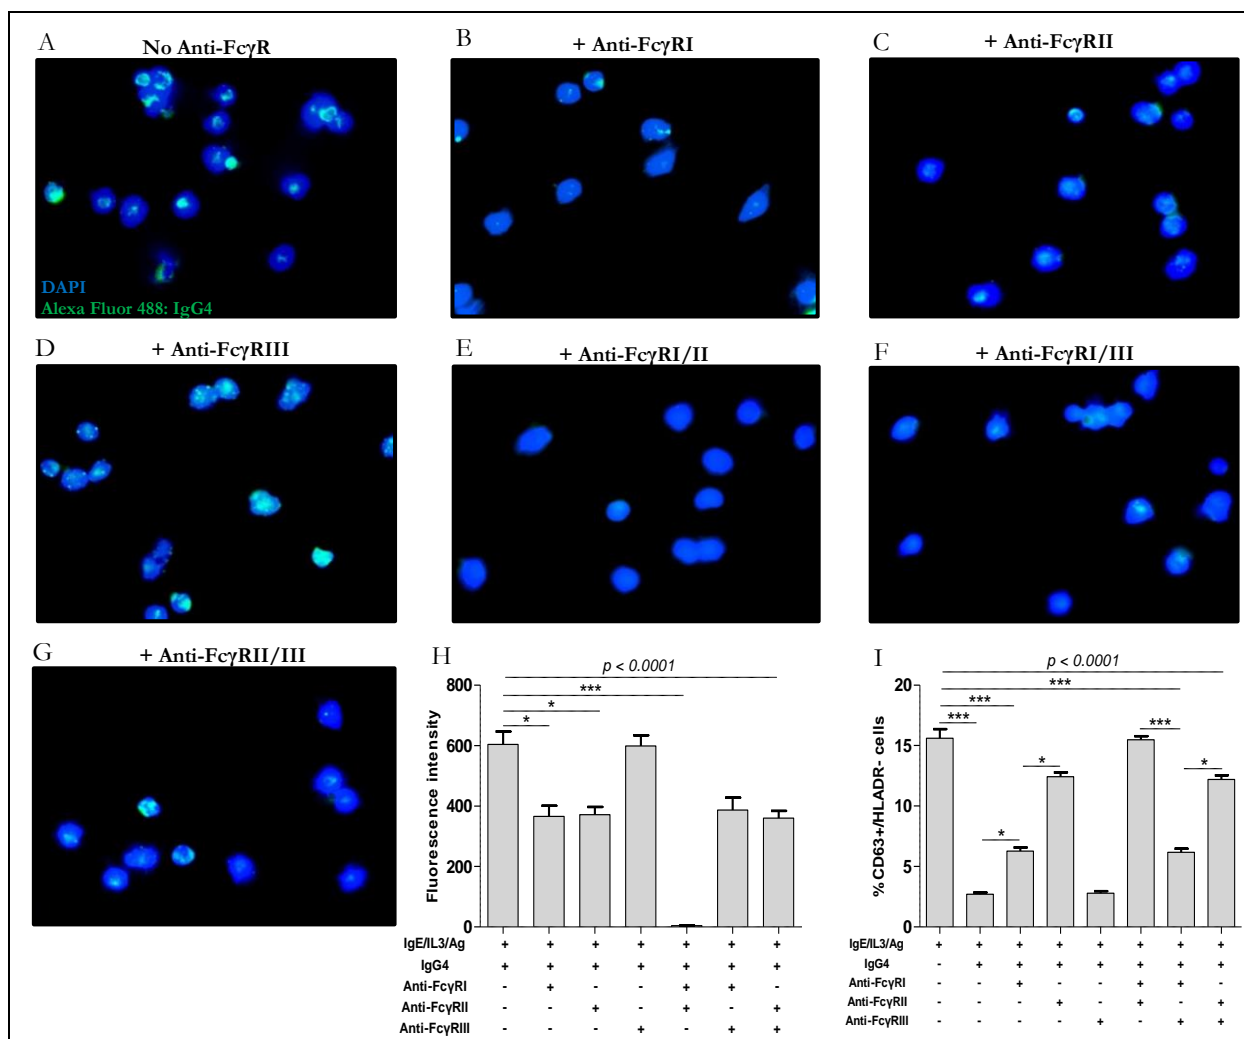 A
No Anti-FcγR
B
+ Anti-FcγRI
C
+ Anti-FcγRII
DAPI
Alexa Fluor 488: IgG4
D
+ Anti-FcγRIII
E
+ Anti-FcγRI/II
F
+ Anti-FcγRI/III
G
+ Anti-FcγRII/III
H
p < 0.0001
***
*
*
800
600
400
200
0
Fluorescence intensity
IgE/IL3/Ag + + + + + + +
IgG4 + + + + + + +
Anti-FcγRI - + - - + + -
Anti-FcγRII - - + - + - +
Anti-FcγRIII - - - + - + +
I
p < 0.0001
***
***
***
***
*
*
*
20
15
10
5
0
%CD63+/HLADR- cells
IgE/IL3/Ag + + + + + + + +
IgG4 - + + + + + + +
Anti-FcγRI - - + - - + + -
Anti-FcγRII - - - + - + - +
Anti-FcγRIII - - - - + - + +